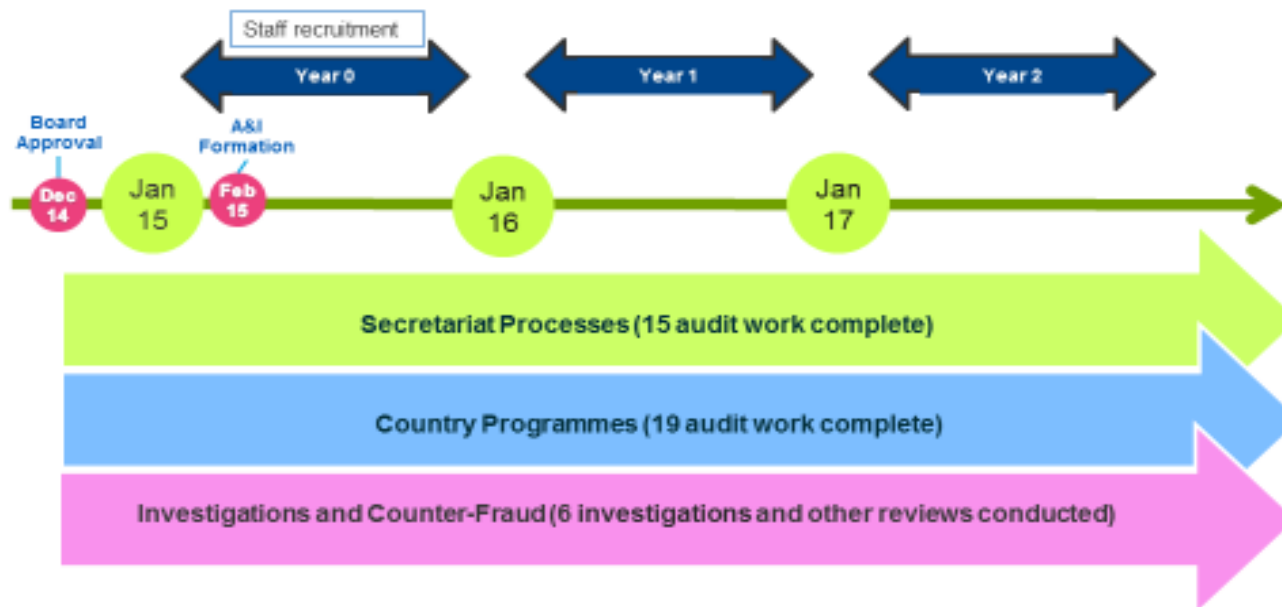 Staff recruitment
Year 0
Year 1
Year 2
Board
Approval
A&I
Formation
Dec
14
Jan
15
Feb
15
Jan
16
Jan
17
Secretariat Processes (15 audit work complete)
Country Programmes (19 audit work complete)
Investigations and Counter-Fraud (6 investigations and other reviews conducted)